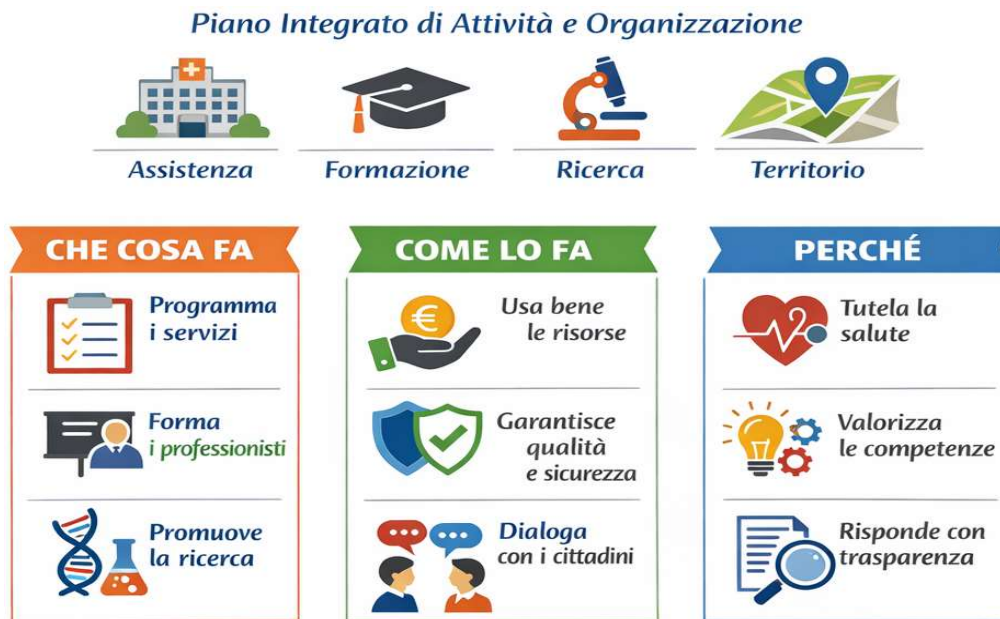 Piano Integrato di Attività e Organizzazione
Assistenza
Formazione
Ricerca
Territorio
CHE COSA FA
Programma
i servizi
Forma
i professionisti
Promuove
la ricerca
COME LO FA
€
Usa bene
le risorse
Garantisce
qualità
e sicurezza
Dialoga
con i cittadini
PERCHÉ
Tutela la
salute
Valorizza
le competenze
Risponde con
trasparenza